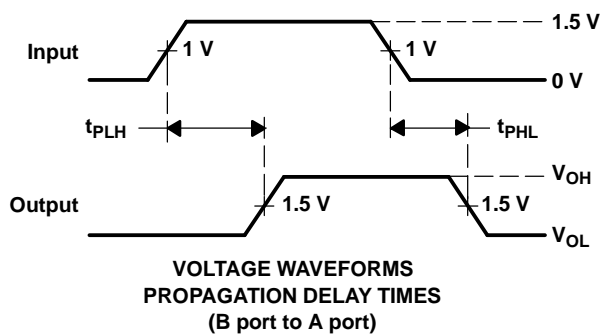 1.5 V
Input
1 V
1 V
0 V
tPLH
tPHL
VOH
Output
1.5 V
1.5 V
VOL
VOLTAGE WAVEFORMS
PROPAGATION DELAY TIMES
(B port to A port)